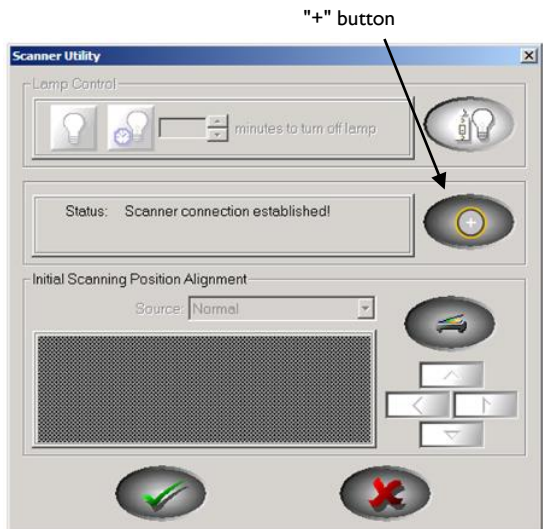 "+" button
Scanner Utility
Lamp Control
minutes to turn off lamp
Status: Scanner connection established!
Initial Scanning Position Alignment
Source: Normal